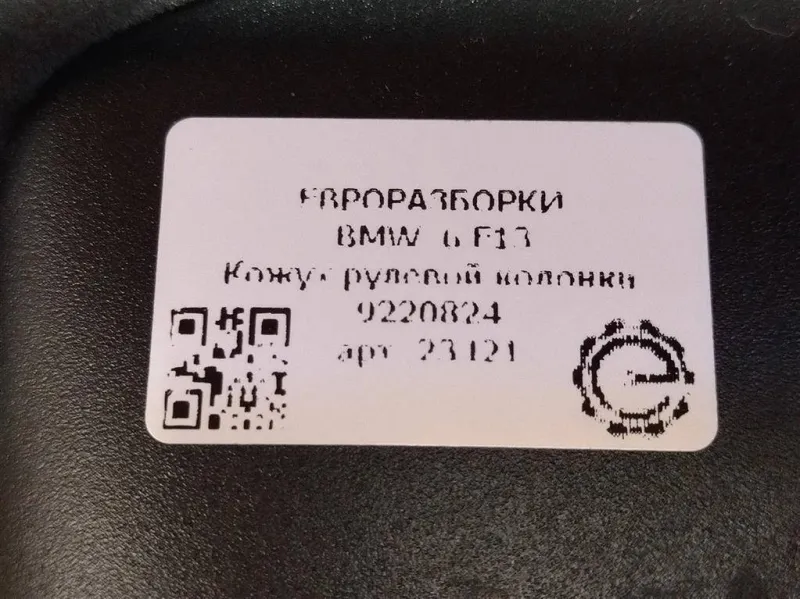 ЕВРОРАЗБОРКИ
BMW 6 F13
Кожух рулевой колонки
9220824
арт. 23121